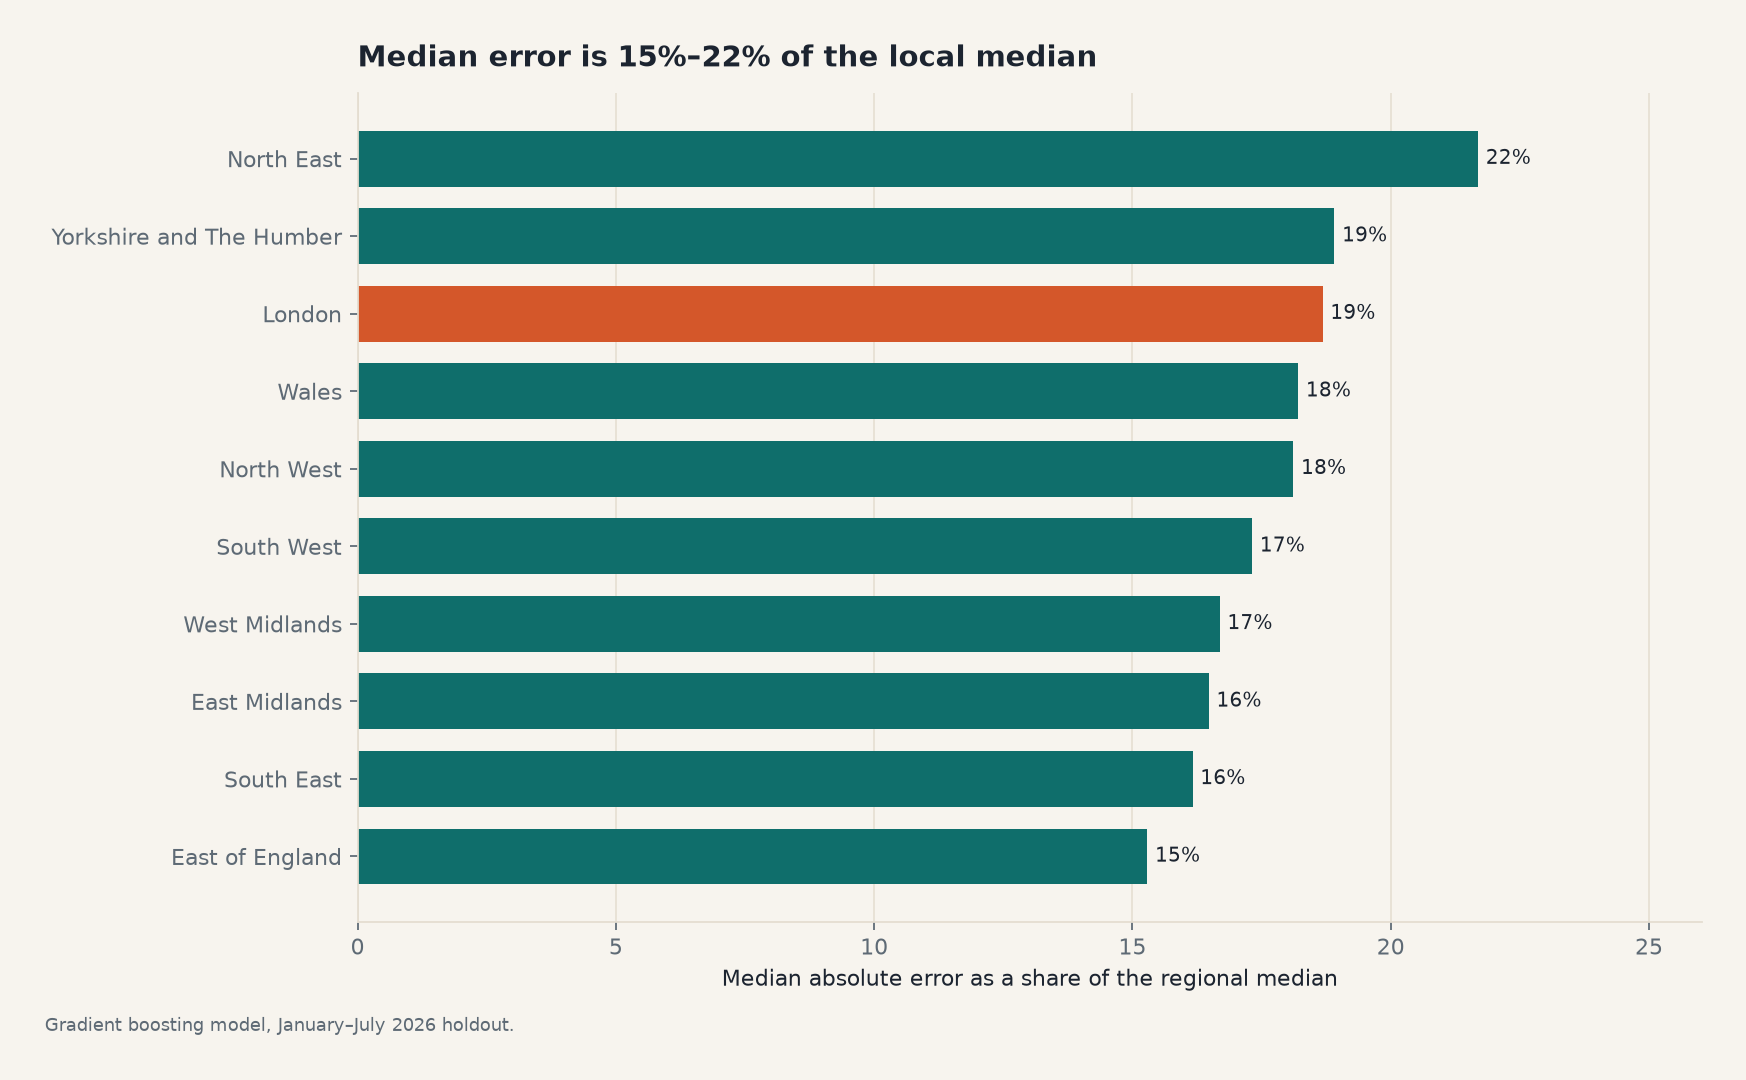 Median error is 15%–22% of the local median
North East 22%
Yorkshire and The Humber 19%
London 19%
Wales 18%
North West 18%
South West 17%
West Midlands 17%
East Midlands 16%
South East 16%
East of England 15%
0 5 10 15 20 25
Median absolute error as a share of the regional median
Gradient boosting model, January–July 2026 holdout.